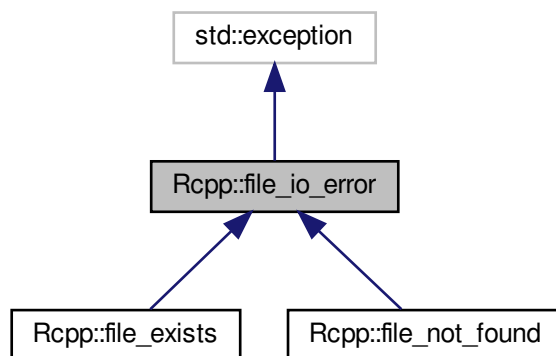 std::exception
Rcpp::file_io_error
Rcpp::file_exists
Rcpp::file_not_found